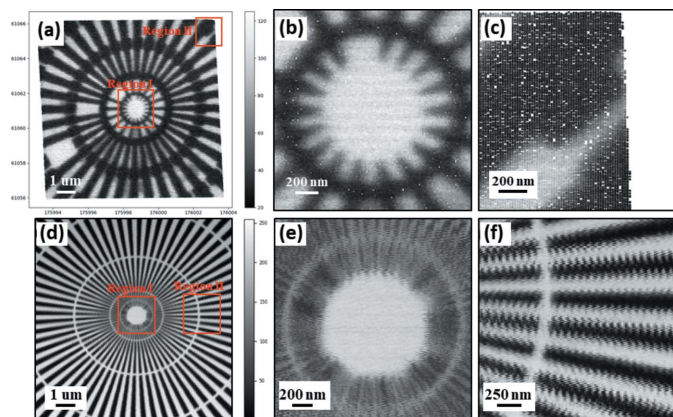 (a)
Region II
Region I
1 um
61066
61064
61062
61060
61058
61056
175994
175996
175998
176000
176002
176004
120
100
80
60
40
20
(b)
200 nm
(c)
200 nm
(d)
Region I
Region II
1 um
250
200
150
100
50
(e)
200 nm
(f)
250 nm